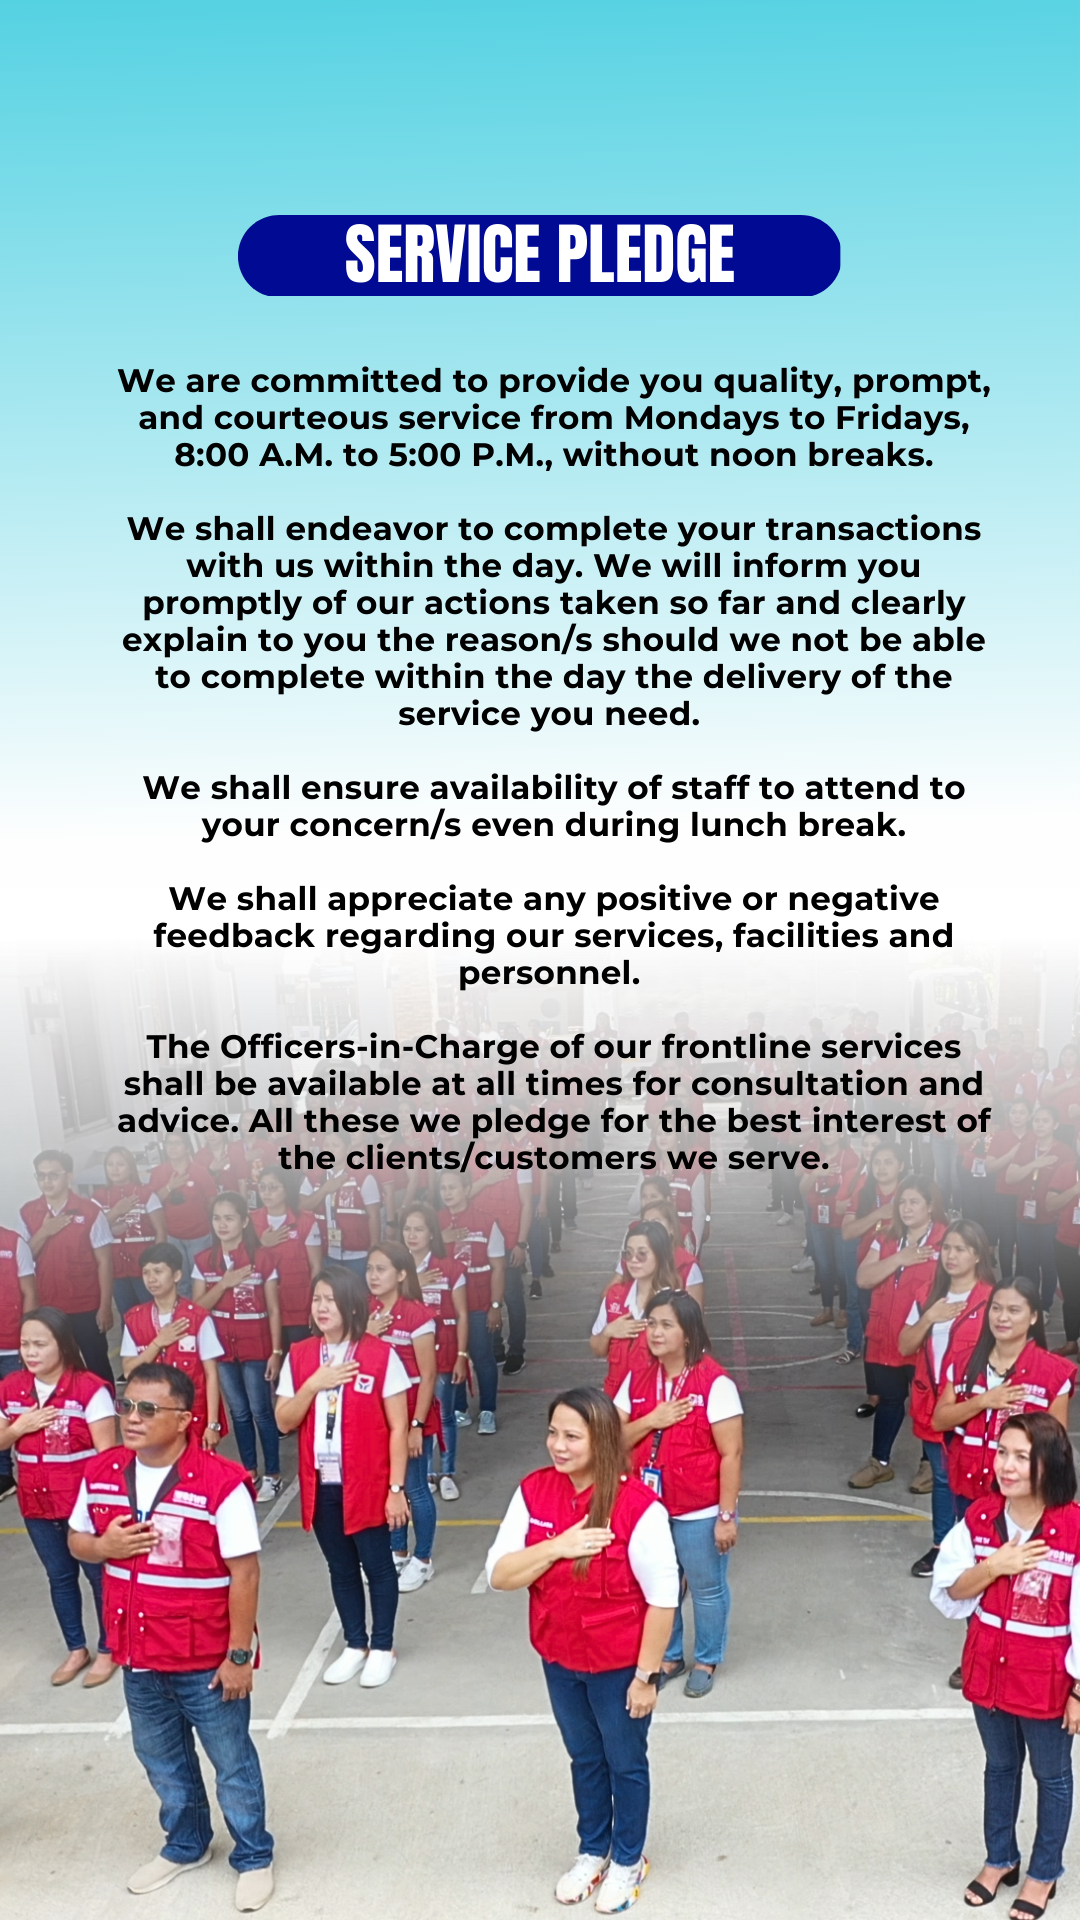 SERVICE PLEDGE
We are committed to provide you quality, prompt,
and courteous service from Mondays to Fridays,
8:00 A.M. to 5:00 P.M., without noon breaks.
We shall endeavor to complete your transactions
with us within the day. We will inform you
promptly of our actions taken so far and clearly
explain to you the reason/s should we not be able
to complete within the day the delivery of the
service you need.
We shall ensure availability of staff to attend to
your concern/s even during lunch break.
We shall appreciate any positive or negative
feedback regarding our services, facilities and
personnel.
The Officers-in-Charge of our frontline services
shall be available at all times for consultation and
advice. All these we pledge for the best interest of
the clients/customers we serve.